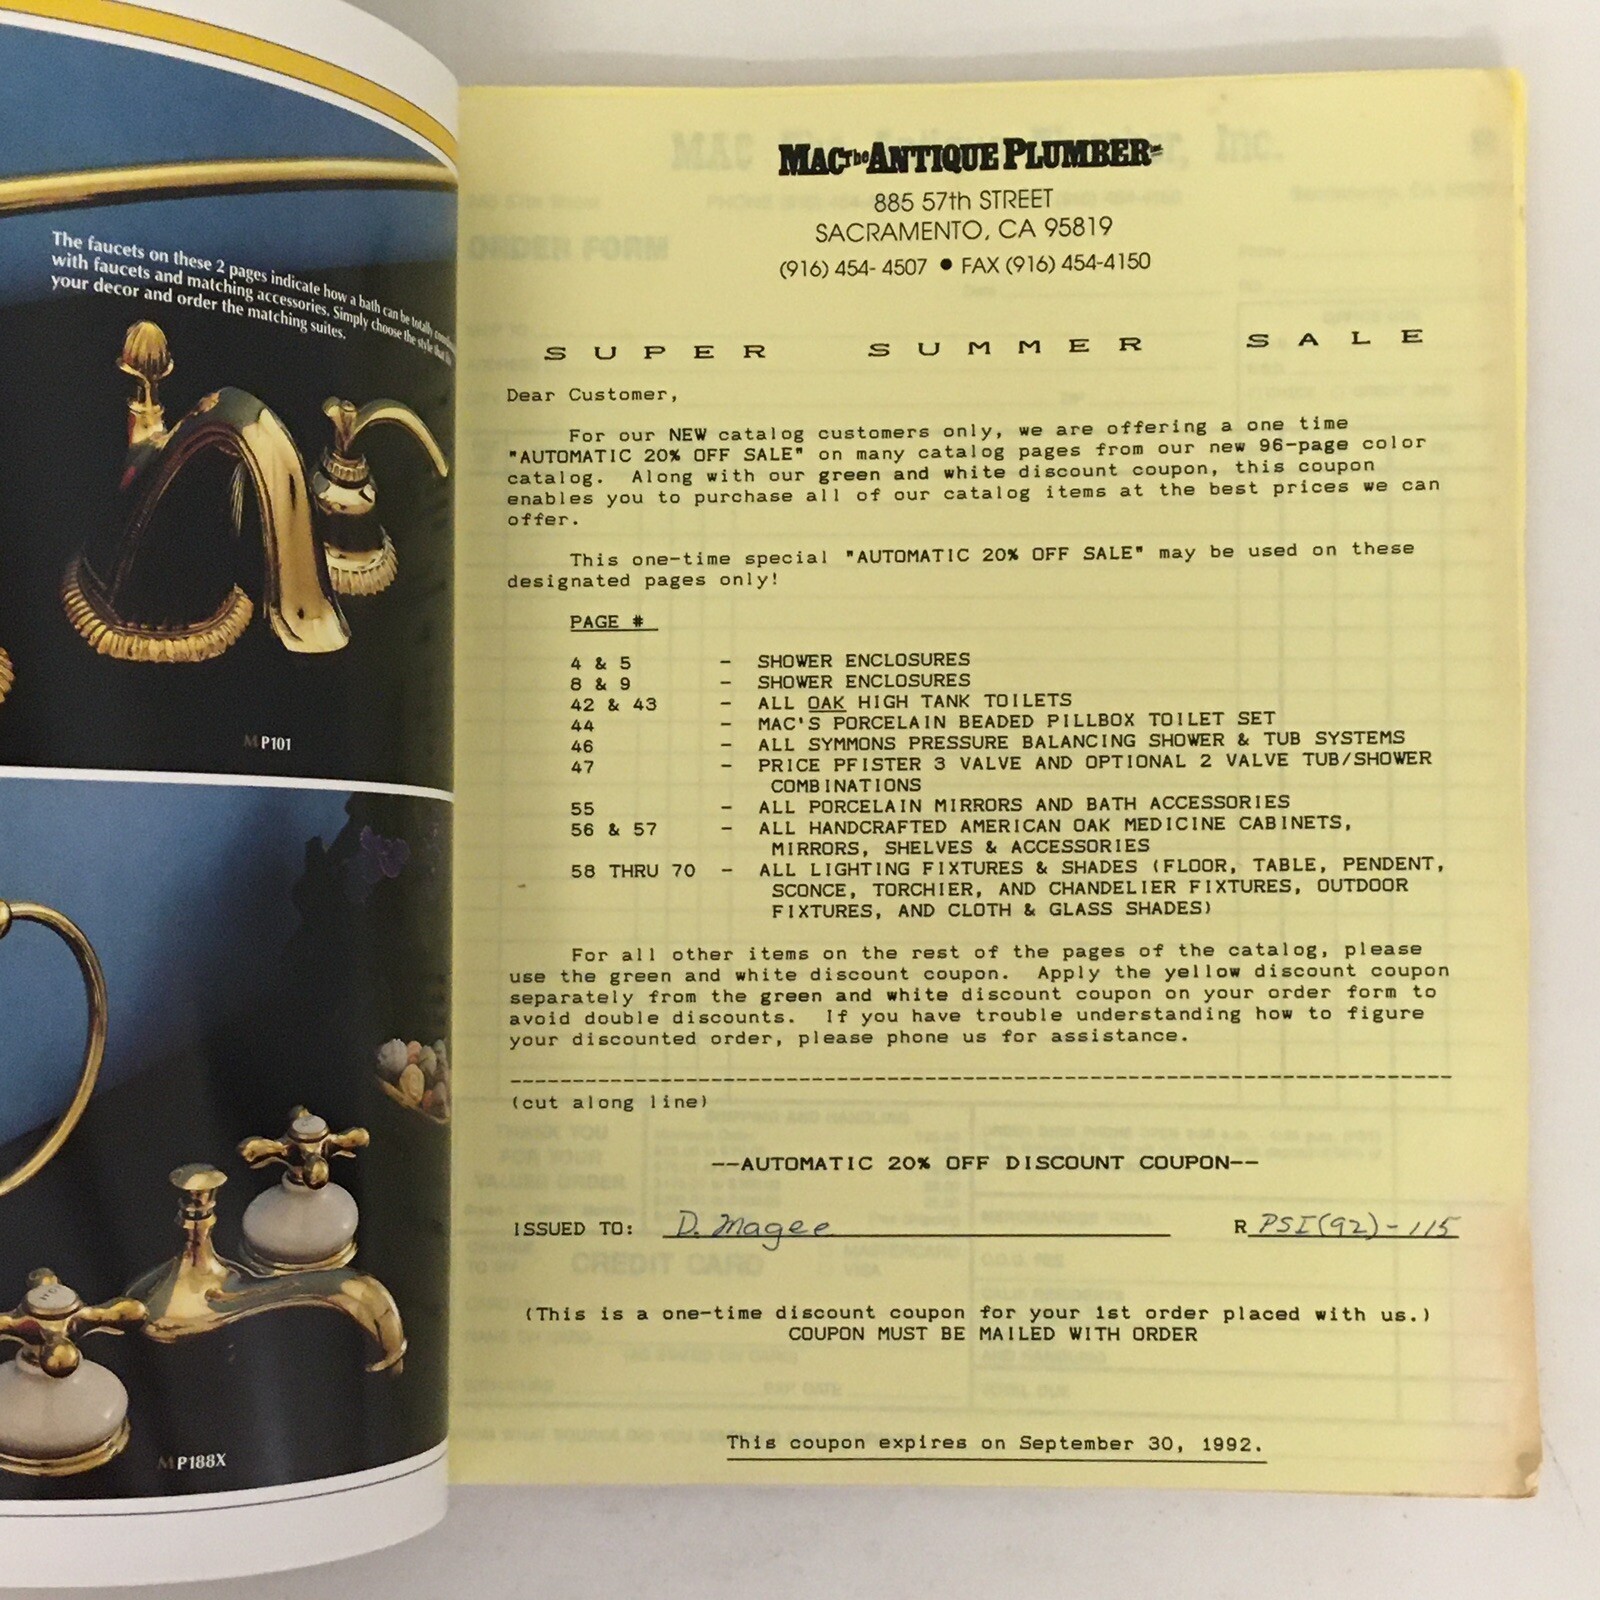 The faucets on these 2 pages indicate how a bath can be totally
with faucets and matching accessories. Simply choose the style that
your decor and order the matching suites.
MP101
MP188X
MAC The ANTIQUE PLUMBER INC.
885 57th STREET
SACRAMENTO, CA 95819
(916) 454- 4507 ● FAX (916) 454-4150
SUPER SUMMER SALE
Dear Customer,
For our NEW catalog customers only, we are offering a one time
"AUTOMATIC 20% OFF SALE" on many catalog pages from our new 96-page color
catalog. Along with our green and white discount coupon, this coupon
enables you to purchase all of our catalog items at the best prices we can
offer.
This one-time special "AUTOMATIC 20% OFF SALE" may be used on these
designated pages only!
PAGE #
4 & 5 - SHOWER ENCLOSURES
8 & 9 - SHOWER ENCLOSURES
42 & 43 - ALL OAK HIGH TANK TOILETS
44 - MAC'S PORCELAIN BEADED PILLBOX TOILET SET
46 - ALL SYMMONS PRESSURE BALANCING SHOWER & TUB SYSTEMS
47 - PRICE PFISTER 3 VALVE AND OPTIONAL 2 VALVE TUB/SHOWER
COMBINATIONS
55 - ALL PORCELAIN MIRRORS AND BATH ACCESSORIES
56 & 57 - ALL HANDCRAFTED AMERICAN OAK MEDICINE CABINETS,
MIRRORS, SHELVES & ACCESSORIES
58 THRU 70 - ALL LIGHTING FIXTURES & SHADES (FLOOR, TABLE, PENDENT,
SCONCE, TORCHIER, AND CHANDELIER FIXTURES, OUTDOOR
FIXTURES, AND CLOTH & GLASS SHADES)
For all other items on the rest of the pages of the catalog, please
use the green and white discount coupon. Apply the yellow discount coupon
separately from the green and white discount coupon on your order form to
avoid double discounts. If you have trouble understanding how to figure
your discounted order, please phone us for assistance.
(cut along line)
--AUTOMATIC 20% OFF DISCOUNT COUPON--
ISSUED TO: D. Magee R PSI(92)-115
(This is a one-time discount coupon for your 1st order placed with us.)
COUPON MUST BE MAILED WITH ORDER
This coupon expires on September 30, 1992.